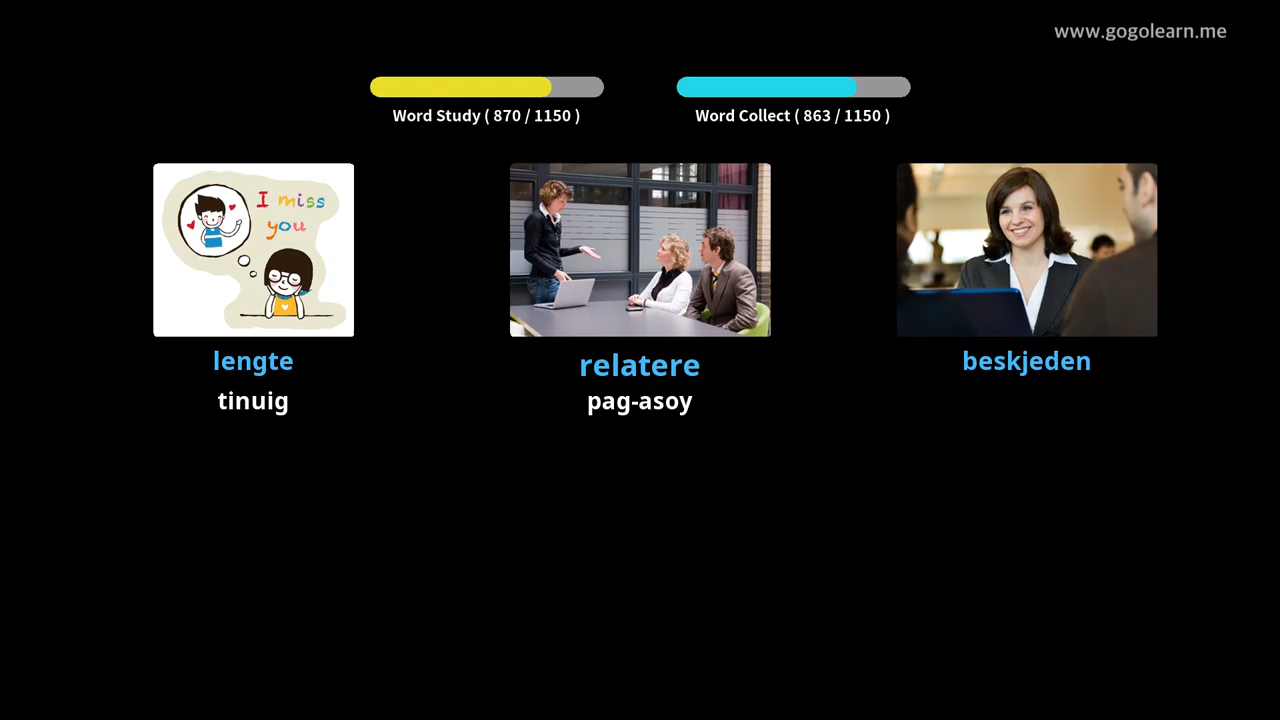 www.gogolearn.me
Word Study ( 870 / 1150 )
Word Collect ( 863 / 1150 )
I miss
you
lengte
tinuig
relatere
pag-asoy
beskjeden